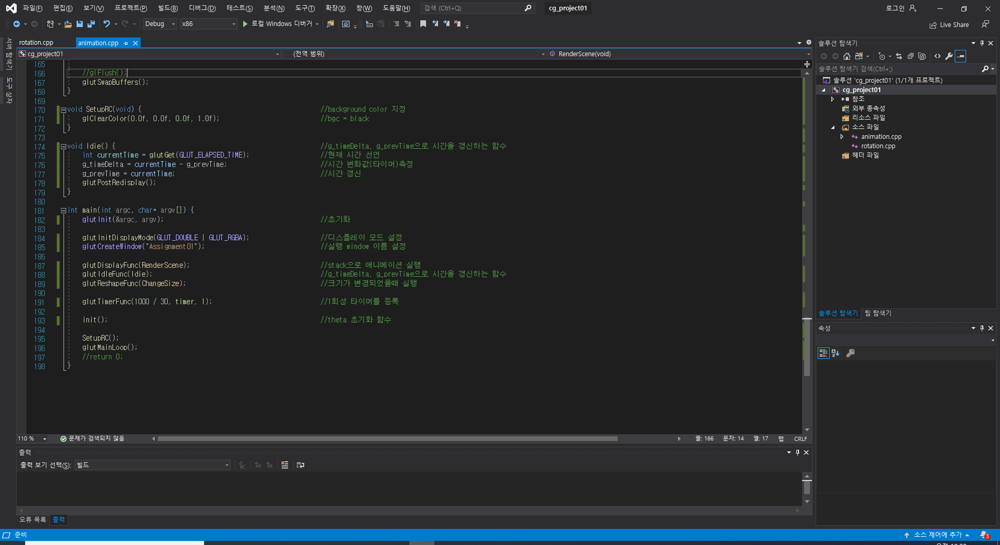 파일(F) 편집(E) 보기(V) 프로젝트(P) 빌드(B) 디버그(D) 테스트(S) 분석(N) 도구(T) 확장(X) 창(W) 도움말(H) 검색 (Ctrl+Q) cg_project01 로그인
Debug x86 로컬 Windows 디버거 Live Share
서버 탐색기
도구 상자
rotation.cpp animation.cpp
cg_project01 (전역 범위) RenderScene(void)
165
166 //glFlush();
167 glutSwapBuffers();
168 }
169
170 void SetupRC(void) { //background color 지정
171 glClearColor(0.0f, 0.0f, 0.0f, 1.0f); //bgc = black
172 }
173
174 void Idie() { //g_timeDelta, g_prevTime으로 시간을 갱신하는 함수
175 int currentTime = glutGet(GLUT_ELAPSED_TIME); //현재 시간 선언
176 g_timeDelta = currentTime - g_prevTime; //시간 변화값(타이머)측정
177 g_prevTime = currentTime; //시간 갱신
178 glutPostRedisplay();
179 }
180
181 int main(int argc, char* argv[]) {
182 glutInit(&argc, argv); //초기화
183
184 glutInitDisplayMode(GLUT_DOUBLE | GLUT_RGBA); //디스플레이 모드 설정
185 glutCreateWindow("Assignment01"); //실행 window 이름 설정
186
187 glutDisplayFunc(RenderScene); //stack으로 애니메이션 실행
188 glutIdleFunc(Idie); //g_timeDelta, g_prevTime으로 시간을 갱신하는 함수
189 glutReshapeFunc(ChangeSize); //크기가 변경되었을때 실행
190
191 glutTimerFunc(1000 / 30, timer, 1); //1회성 타이머를 등록
192
193 init(); //theta 초기화 함수
194
195 SetupRC();
196 glutMainLoop();
197 //return 0;
198 }
110 % 문제가 검색되지 않음 줄: 166 문자: 14 열: 17 탭 CRLF
출력
출력 보기 선택(S): 빌드
오류 목록 출력
솔루션 탐색기
솔루션 탐색기 검색(Ctrl+;)
솔루션 'cg_project01' (1/1개 프로젝트)
cg_project01
참조
외부 종속성
리소스 파일
소스 파일
animation.cpp
rotation.cpp
헤더 파일
솔루션 탐색기 팀 탐색기
속성
준비 소스 제어에 추가 3